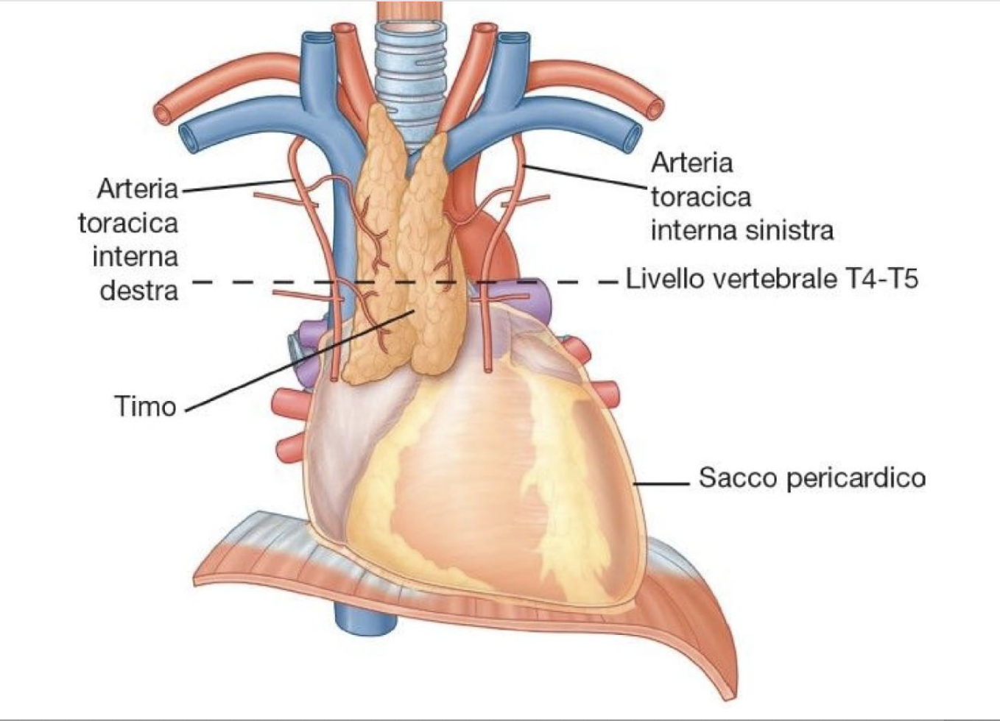 Arteria
toracica
interna
destra
Arteria
toracica
interna sinistra
Livello vertebrale T4-T5
Timo
Sacco pericardico